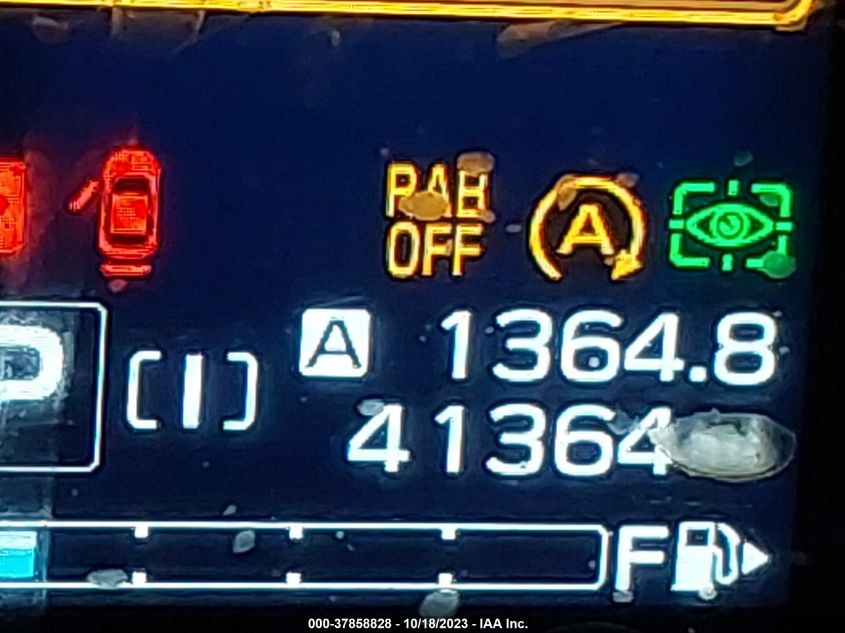 RAB
OFF
A
P
[I]
A 1364.8
41364
F
000-37858828 - 10/18/2023 - IAA Inc.